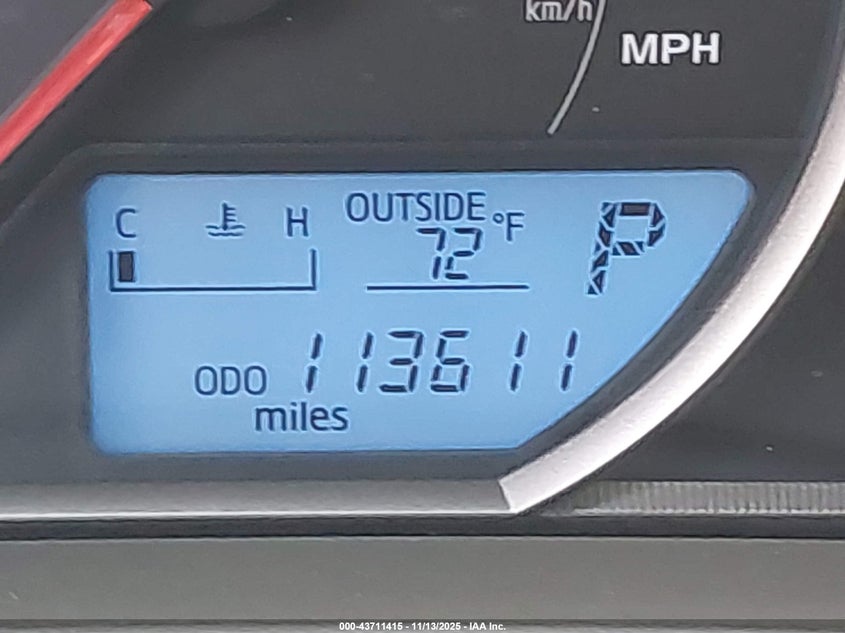 km/h
MPH
C H OUTSIDE
72 °F P
ODO 113611
miles
000-43711415 - 11/13/2025 - IAA Inc.